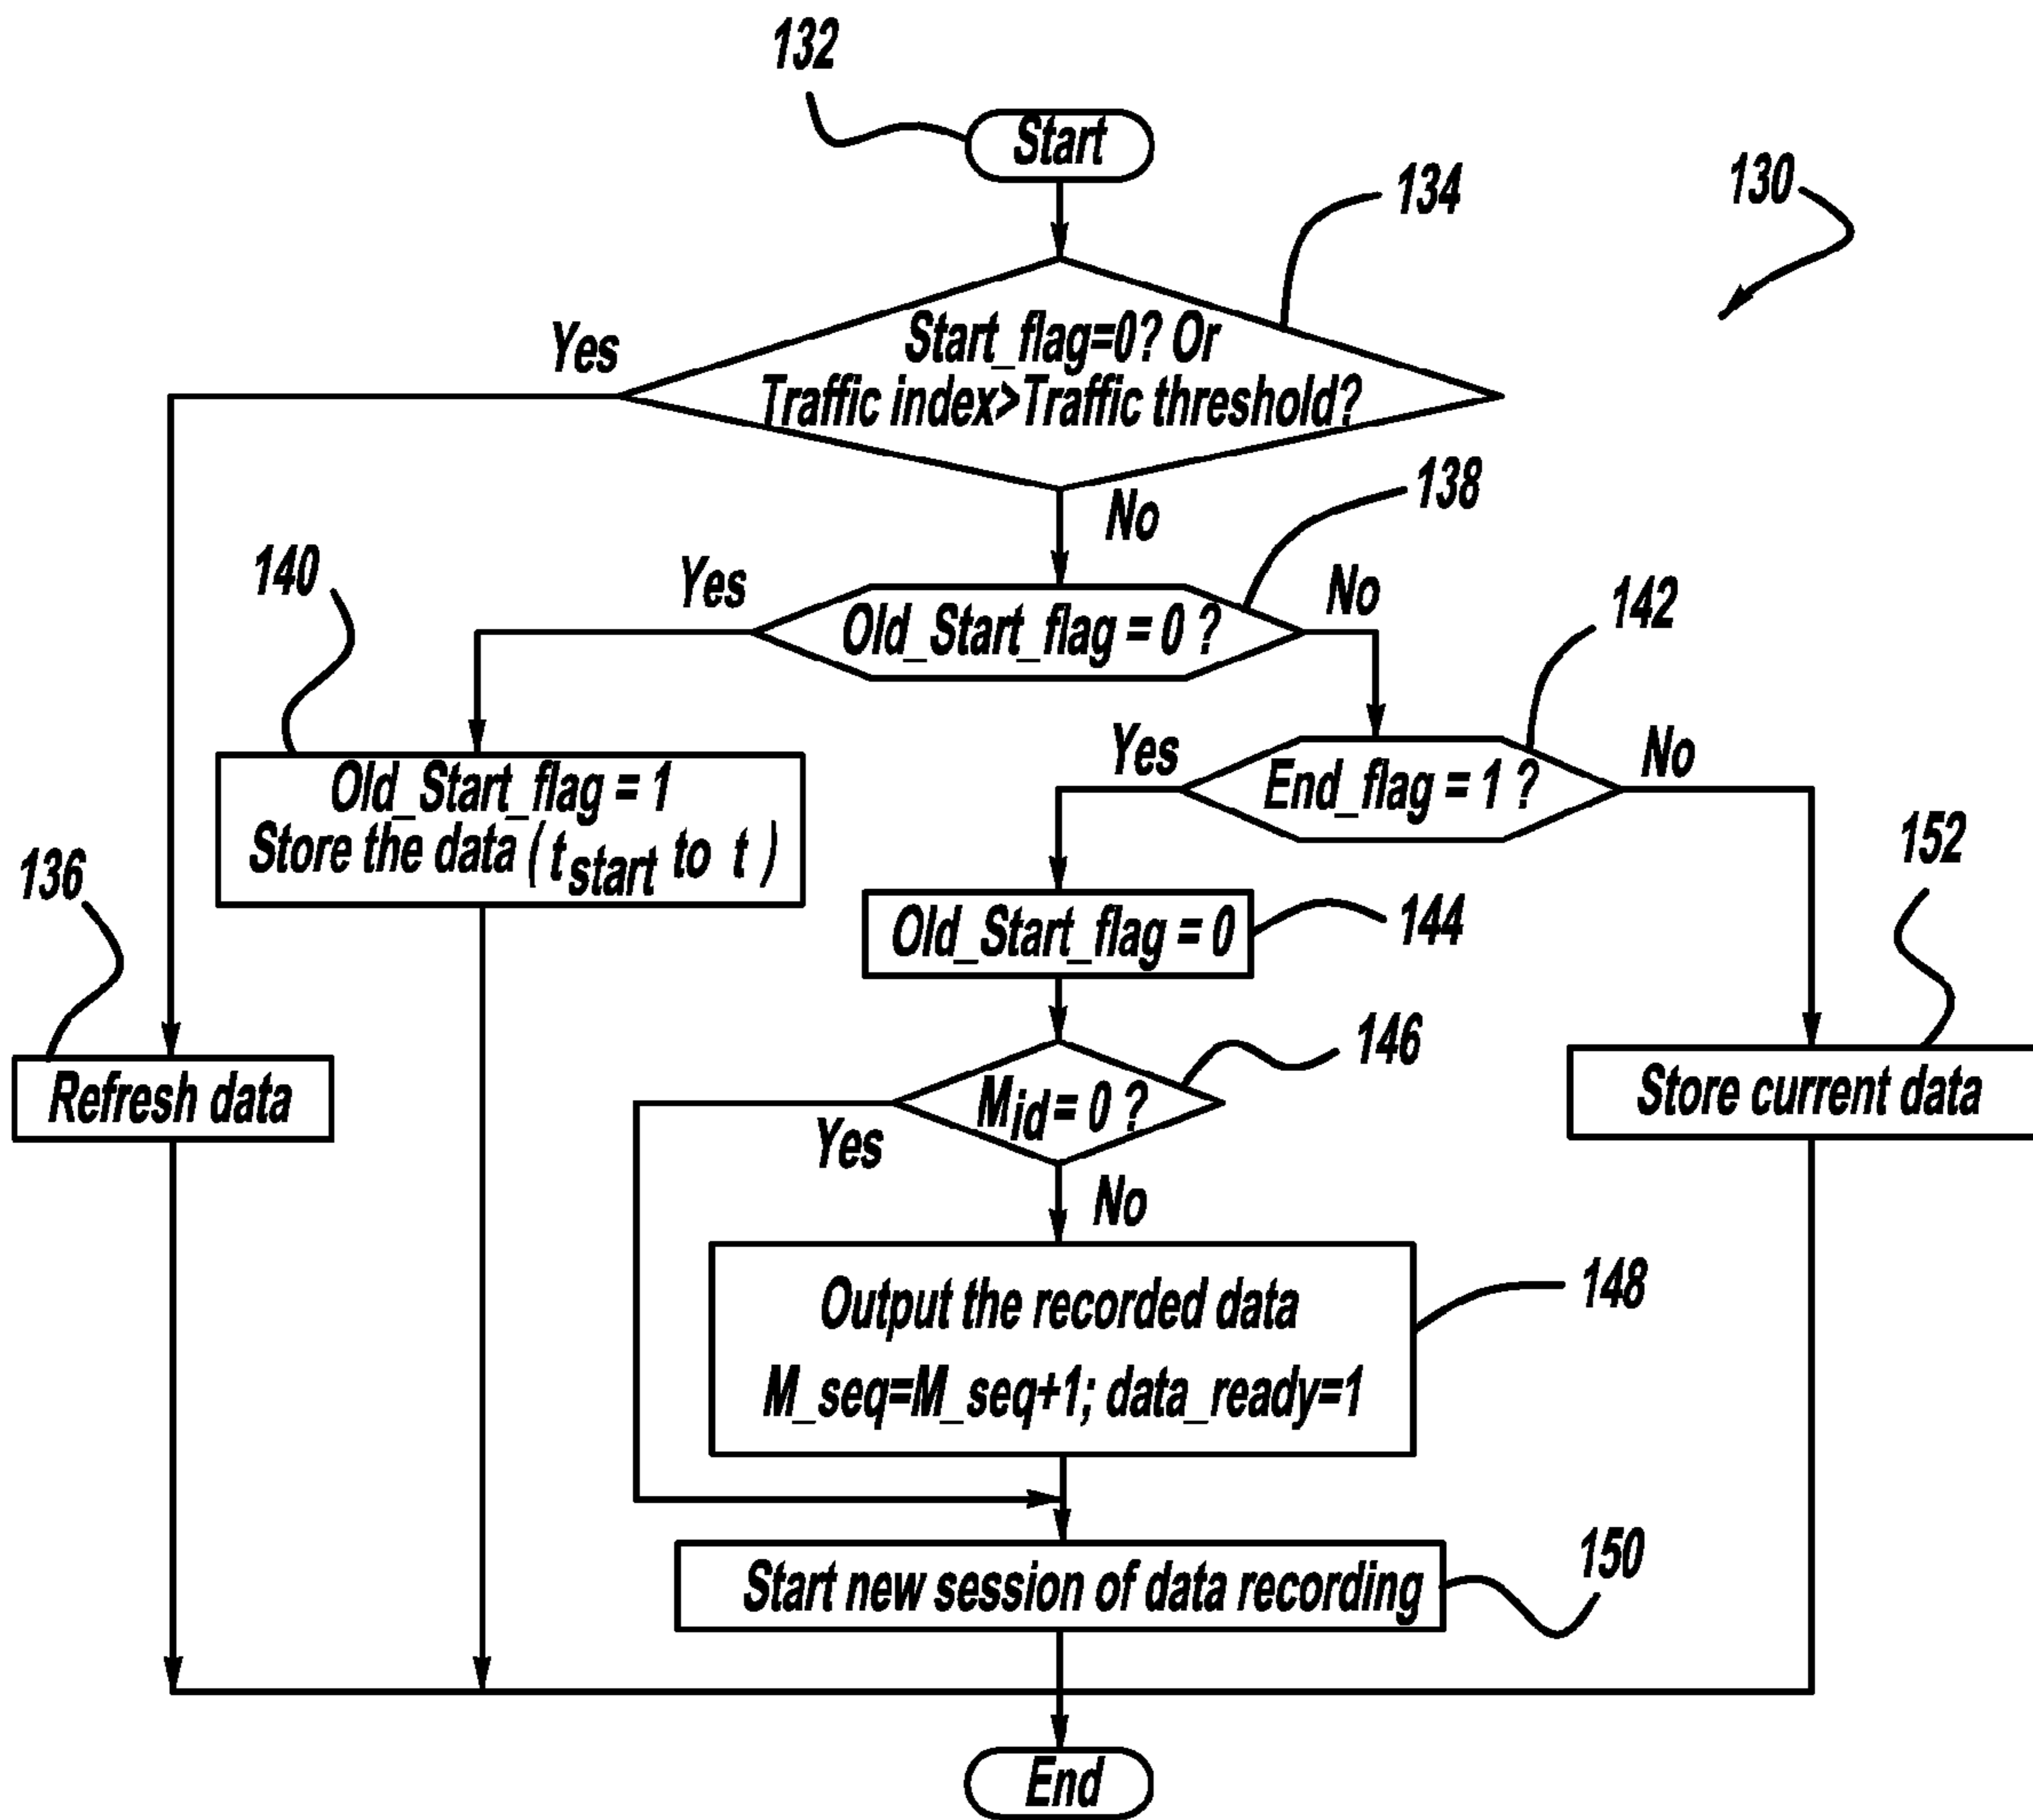 132
Start
134
130
Start_flag=0? Or
Traffic index>Traffic threshold?
Yes
No
138
140
Yes
Old_Start_flag = 0 ?
No
142
Old_Start_flag = 1
Store the data ( tstart to t )
Yes
End_flag = 1 ?
No
136
152
Old_Start_flag = 0
144
146
Refresh data
Mid = 0 ?
Store current data
Yes
No
Output the recorded data
M_seq=M_seq+1; data_ready=1
148
Start new session of data recording
150
End